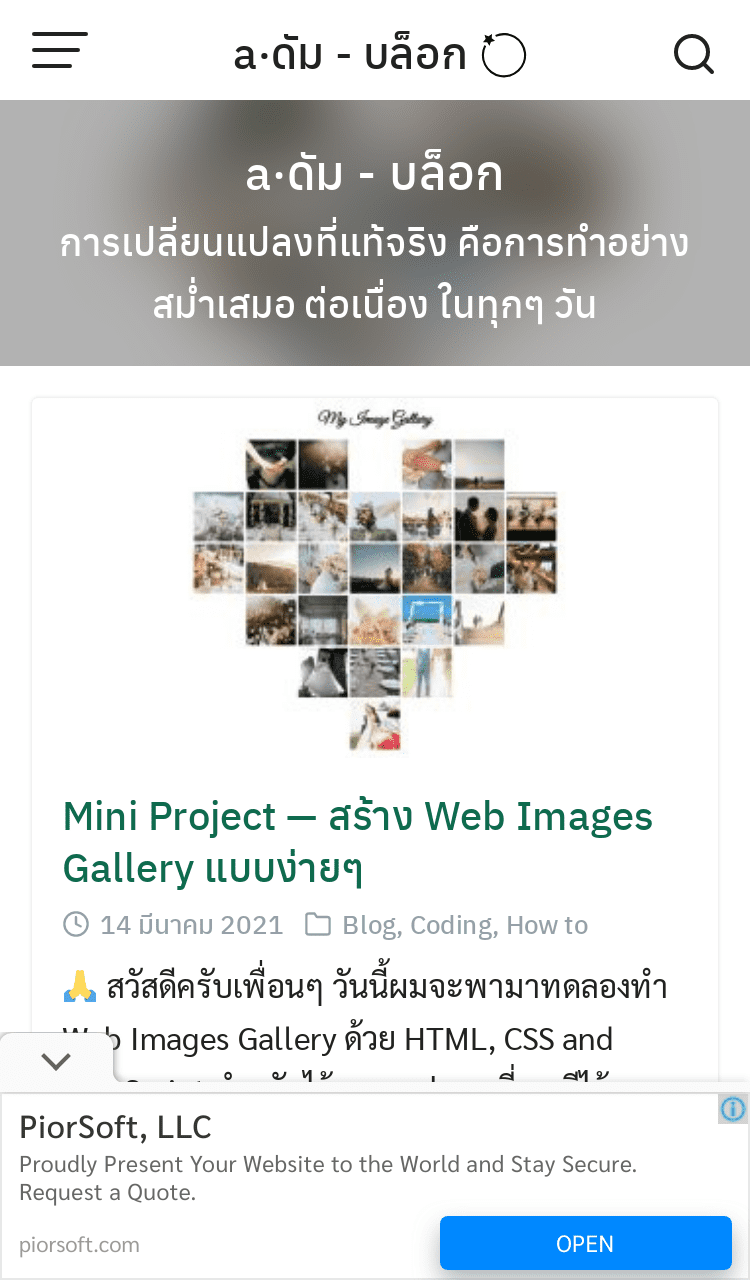 a·ดัม - บล็อก
a·ดัม - บล็อก
การเปลี่ยนแปลงที่แท้จริง คือการทำอย่าง
สม่ำเสมอ ต่อเนื่อง ในทุกๆ วัน
My Image Gallery
Mini Project — สร้าง Web Images
Gallery แบบง่ายๆ
14 มีนาคม 2021 Blog, Coding, How to
🙏 สวัสดีครับเพื่อนๆ วันนี้ผมจะพามาทดลองทำ
Web Images Gallery ด้วย HTML, CSS and
PiorSoft, LLC
Proudly Present Your Website to the World and Stay Secure.
Request a Quote.
piorsoft.com
OPEN